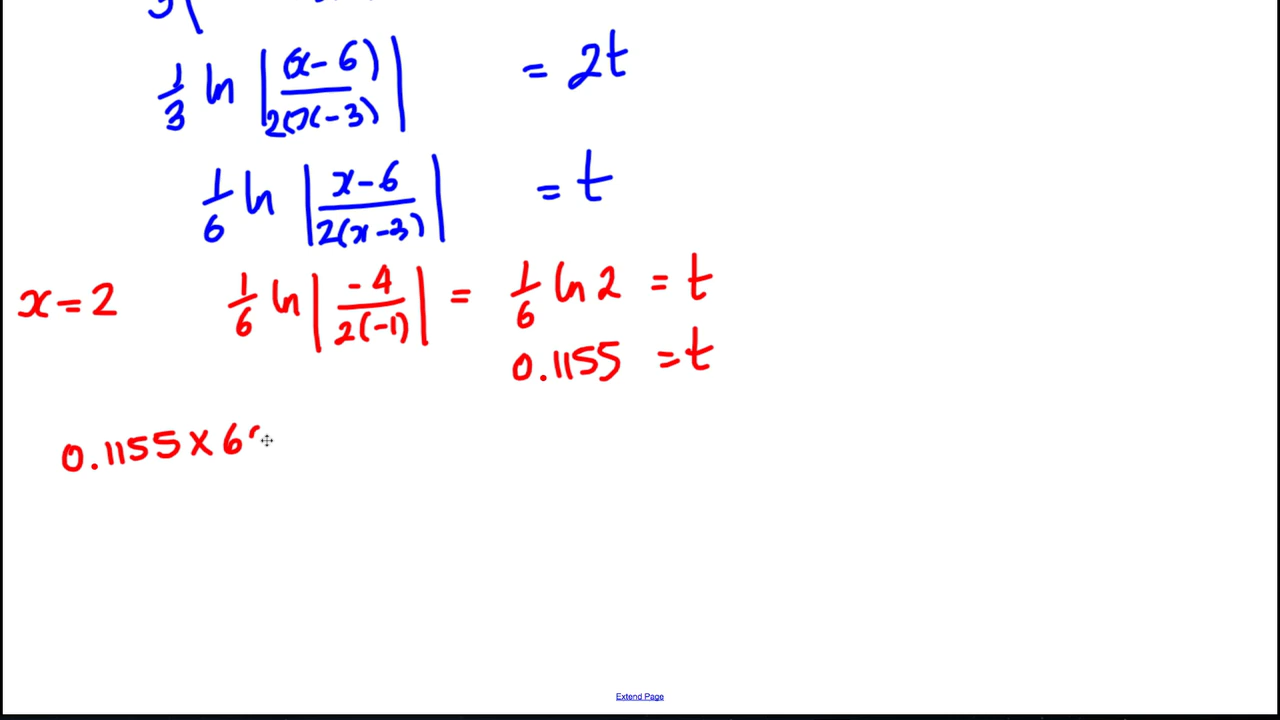 1/3 ln |(x-6)/2(x-3)| = 2t
1/6 ln |x-6/2(x-3)| = t
x = 2 1/6 ln |-4/2(-1)| = 1/6 ln 2 = t
0.1155 = t
0.1155 × 6
Extend Page